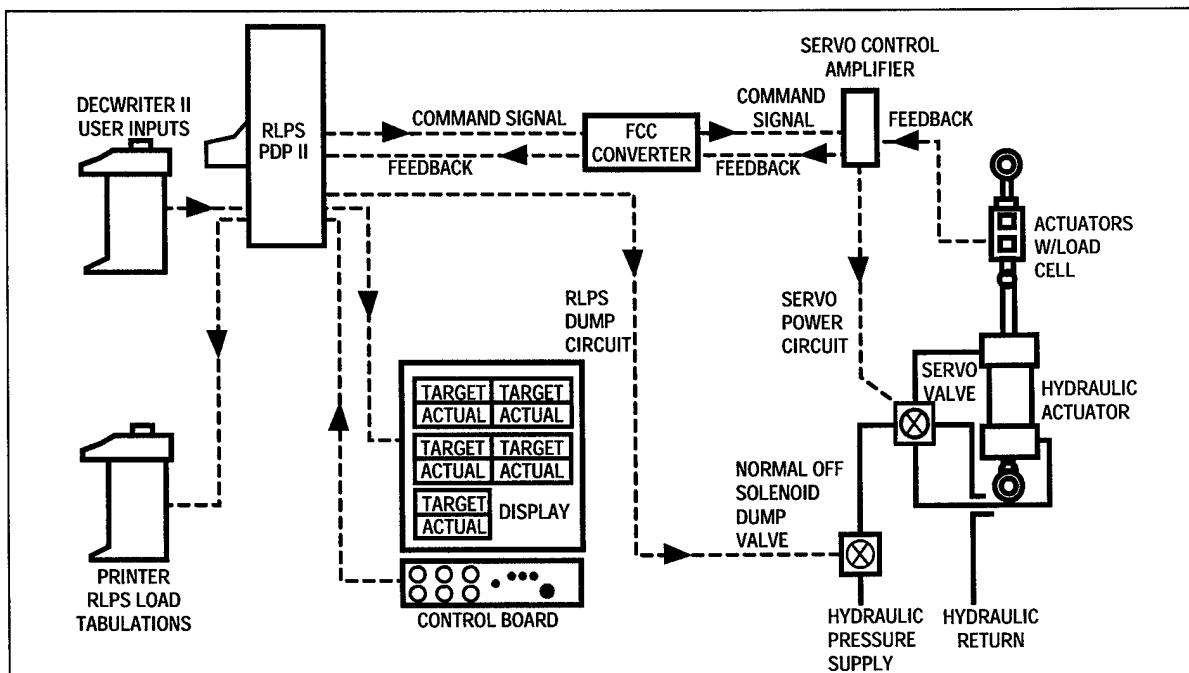 DECWRITER II
USER INPUTS
RLPS
PDP II
COMMAND SIGNAL
FEEDBACK
FCC
CONVERTER
COMMAND
SIGNAL
FEEDBACK
SERVO CONTROL
AMPLIFIER
FEEDBACK
ACTUATORS
W/LOAD
CELL
RLPS
DUMP
CIRCUIT
SERVO
POWER
CIRCUIT
SERVO
VALVE
HYDRAULIC
ACTUATOR
TARGET TARGET
ACTUAL ACTUAL
TARGET TARGET
ACTUAL ACTUAL
TARGET
ACTUAL
DISPLAY
NORMAL OFF
SOLENOID
DUMP
VALVE
PRINTER
RLPS LOAD
TABULATIONS
CONTROL BOARD
HYDRAULIC
PRESSURE
SUPPLY
HYDRAULIC
RETURN